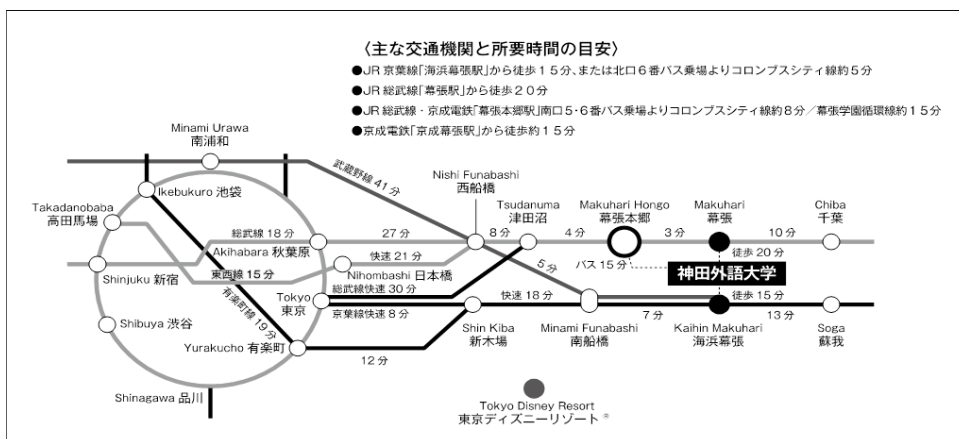 〈主な交通機関と所要時間の目安〉
●JR 京葉線「海浜幕張駅」から徒歩１５分、または北口６番バス乗場よりコロンブスシティ線約５分
●JR 総武線「幕張駅」から徒歩２０分
●JR 総武線・京成電鉄「幕張本郷駅」南口５・６番バス乗場よりコロンブスシティ線約８分／幕張学園循環線約１５分
●京成電鉄「京成幕張駅」から徒歩約１５分
Minami Urawa
南浦和
武蔵野線 41 分
Nishi Funabashi
西船橋
Ikebukuro 池袋
Takadanobaba
高田馬場
Tsudanuma
津田沼
Makuhari Hongo
幕張本郷
Makuhari
幕張
Chiba
千葉
総武線 18 分
27 分
8 分
4 分
3 分
10 分
Akihabara 秋葉原
快速 21 分
徒歩 20 分
Shinjuku 新宿
東西線 15 分
Nihombashi 日本橋
5 分
バス 15 分
神田外語大学
総武線快速 30 分
Tokyo
東京
有楽町線 19 分
快速 18 分
徒歩 15 分
京葉線快速 8 分
7 分
13 分
Shibuya 渋谷
Shin Kiba
新木場
Minami Funabashi
南船橋
Kaihin Makuhari
海浜幕張
Soga
蘇我
Yurakucho 有楽町
12 分
Shinagawa 品川
Tokyo Disney Resort
東京ディズニーリゾート ®